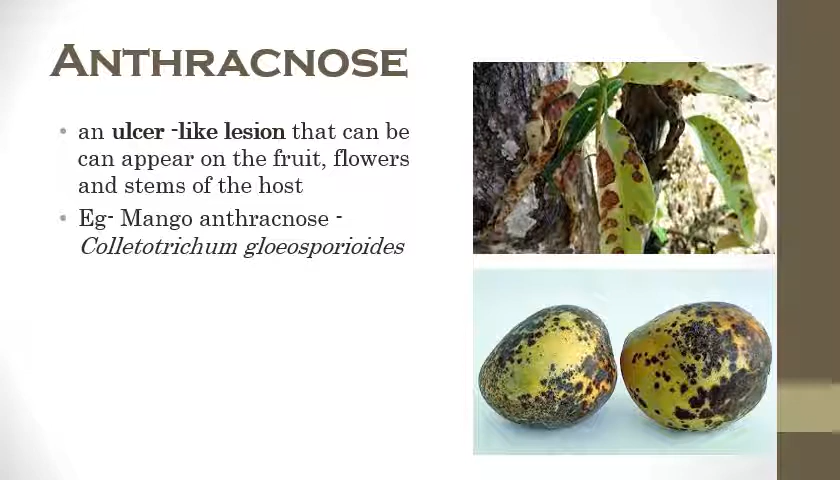 ANTHRACNOSE
• an ulcer -like lesion that can be
can appear on the fruit, flowers
and stems of the host
• Eg- Mango anthracnose -
Colletotrichum gloeosporioides